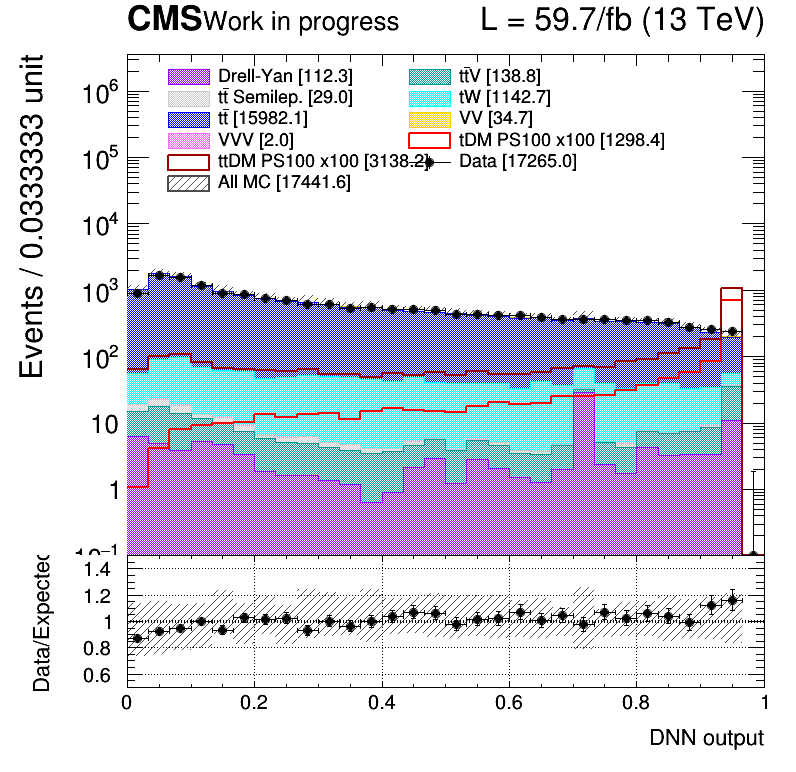 CMS Work in progress L = 59.7/fb (13 TeV)
Events / 0.0333333 unit
Drell-Yan [112.3] tt̄V [138.8]
tt̄ Semilep. [29.0] tW [1142.7]
tt̄ [15982.1] VV [34.7]
VVV [2.0] tDM PS100 x100 [1298.4]
ttDM PS100 x100 [3138.2] Data [17265.0]
All MC [17441.6]
10⁶
10⁵
10⁴
10³
10²
10
1
10⁻¹
Data/Expected
1.4
1.2
1
0.8
0.6
0 0.2 0.4 0.6 0.8 1
DNN output